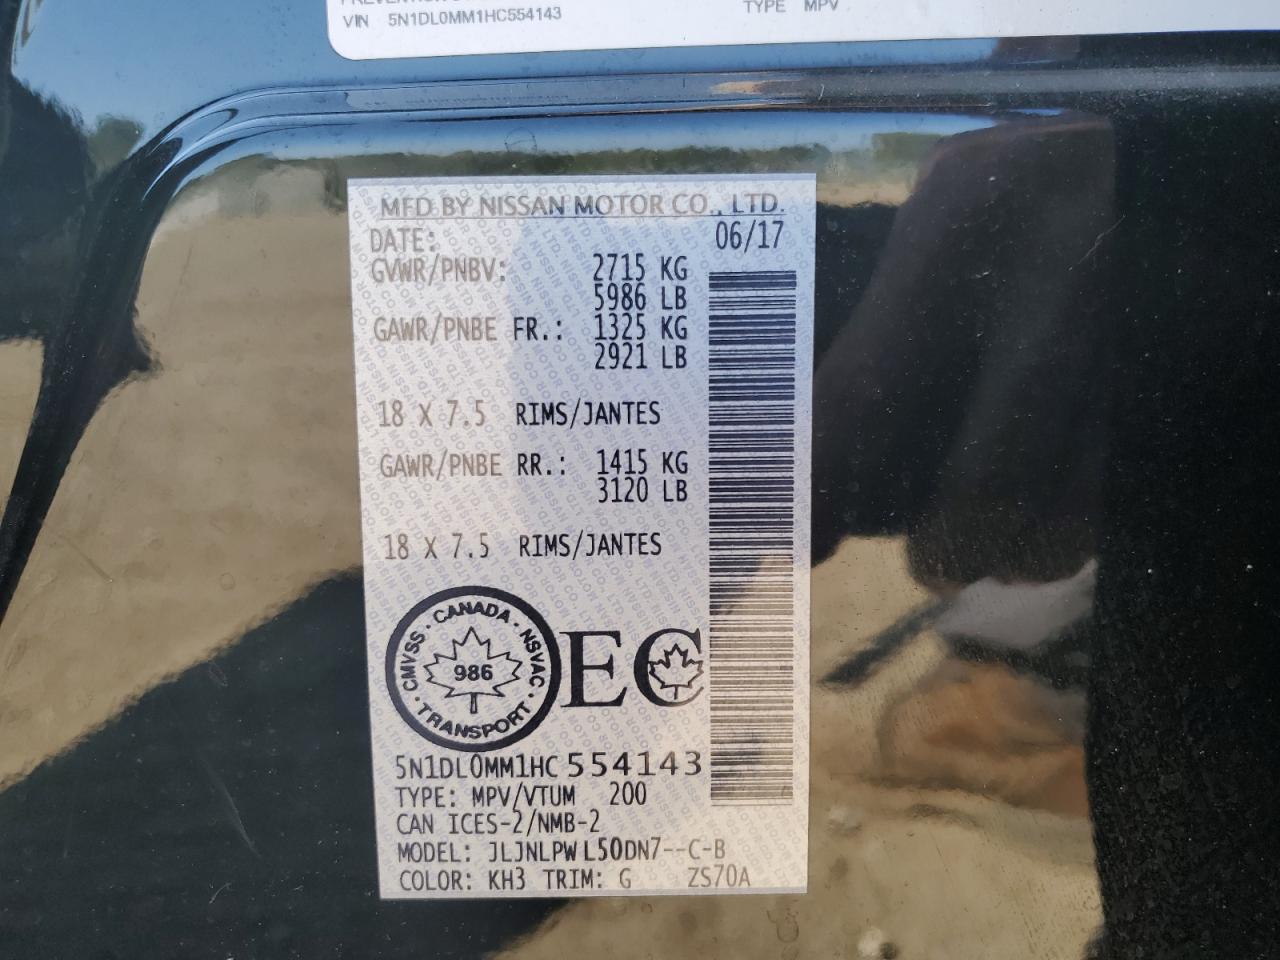 VIN 5N1DL0MM1HC554143 TYPE MPV
MFD BY NISSAN MOTOR CO., LTD.
DATE: 06/17
GVWR/PNBV: 2715 KG
5986 LB
GAWR/PNBE FR.: 1325 KG
2921 LB
18 X 7.5 RIMS/JANTES
GAWR/PNBE RR.: 1415 KG
3120 LB
18 X 7.5 RIMS/JANTES
CMVSS · CANADA · NSVAC · TRANSPORT ·
986
EC
5N1DL0MM1HC554143
TYPE: MPV/VTUM 200
CAN ICES-2/NMB-2
MODEL: JLJNLPWL50DN7--C-B
COLOR: KH3 TRIM: G ZS70A